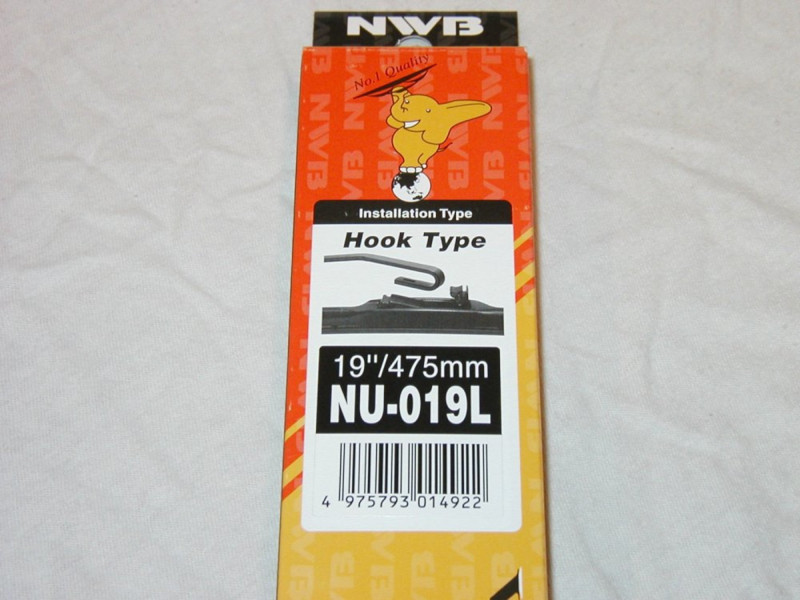 NWB
No.1 Quality
Installation Type
Hook Type
19"/475mm
NU-019L
4 975793 014922